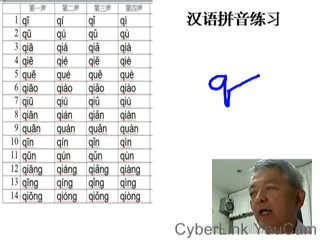 汉语拼音练习
第一声 第二声 第三声 第四声
1 qī qí qǐ qì
2 qū qú qǔ qù
3 qiā qiá qiǎ qià
4 qiē qié qiě qiè
5 quē qué quě què
6 qiāo qiáo qiǎo qiào
7 qiū qiú qiǔ qiù
8 qiān qián qiǎn qiàn
9 quān quán quǎn quàn
10 qīn qín qǐn qìn
11 qūn qún qǔn qùn
12 qiāng qiáng qiǎng qiàng
13 qīng qíng qǐng qìng
14 qiōng qióng qiǒng qiòng
q
CyberLink YouCam